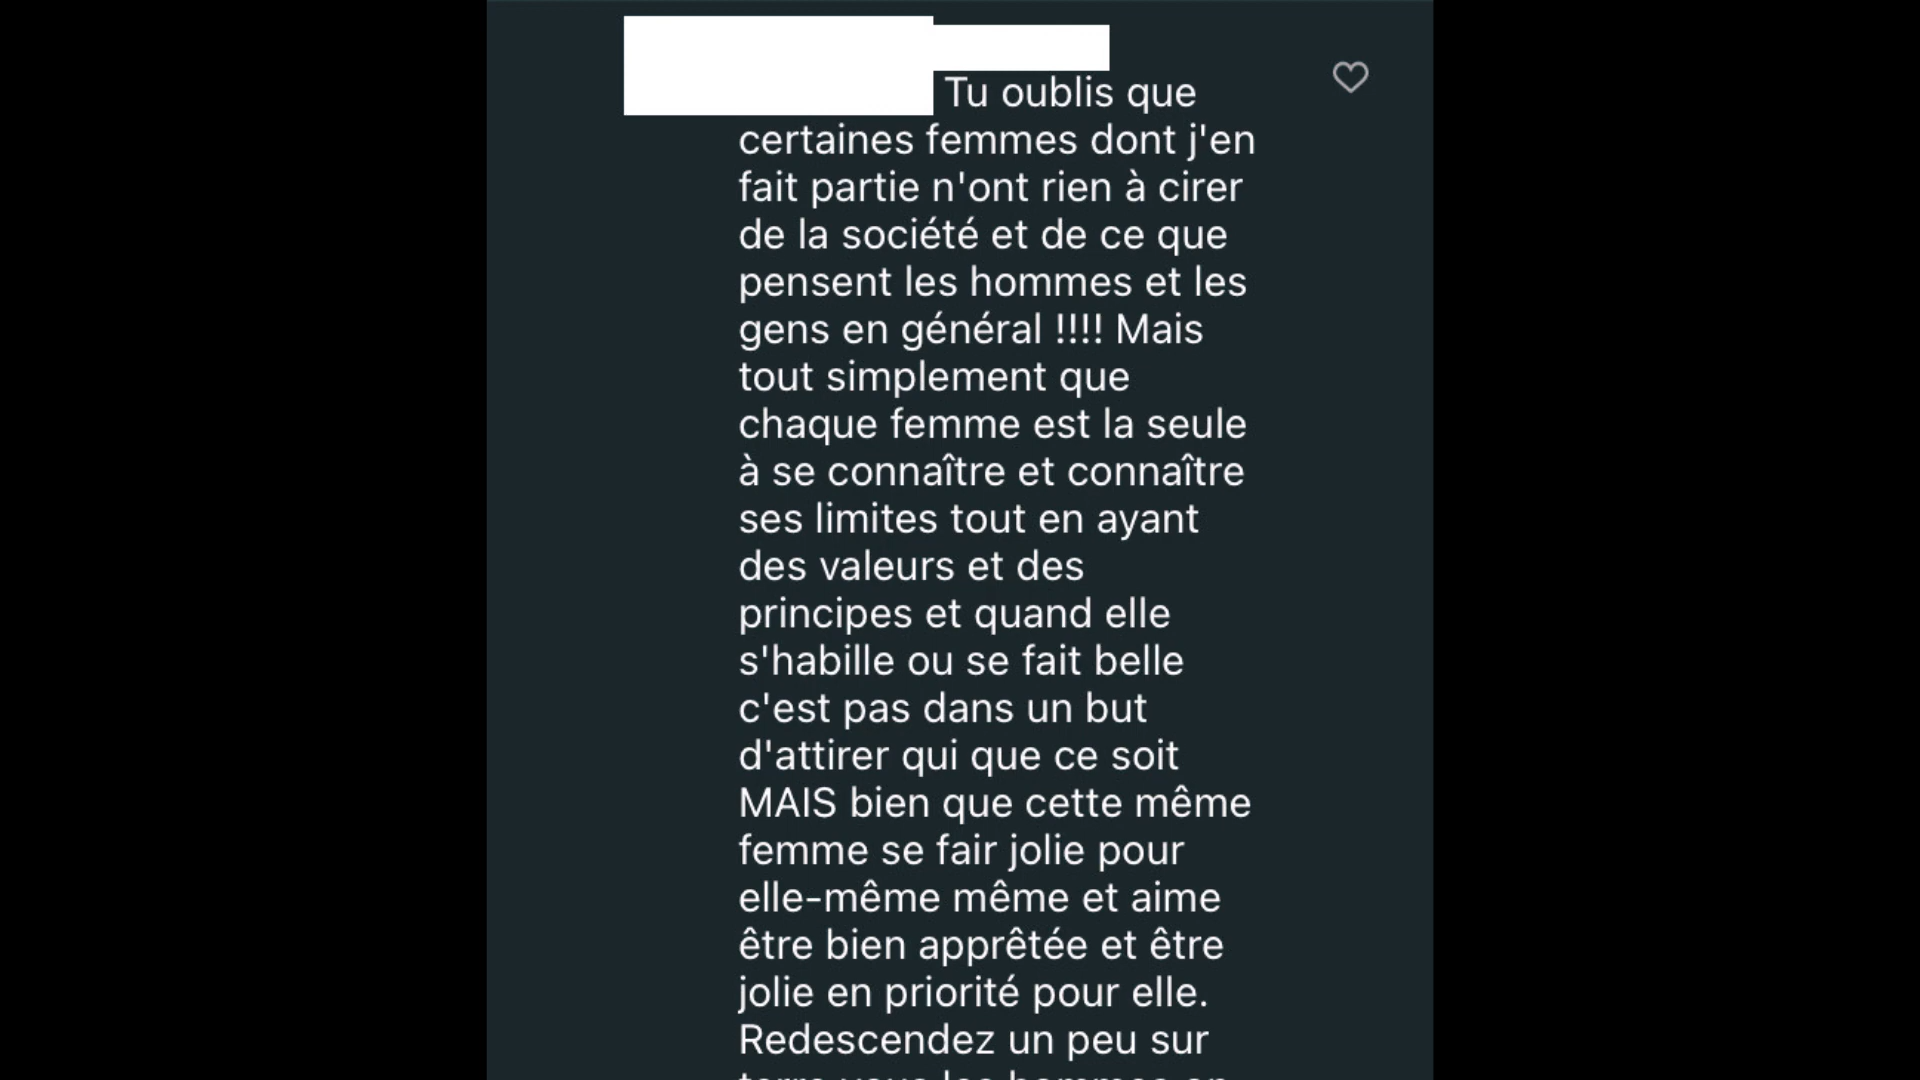 Tu oublis que
certaines femmes dont j'en
fait partie n'ont rien à cirer
de la société et de ce que
pensent les hommes et les
gens en général !!!! Mais
tout simplement que
chaque femme est la seule
à se connaître et connaître
ses limites tout en ayant
des valeurs et des
principes et quand elle
s'habille ou se fait belle
c'est pas dans un but
d'attirer qui que ce soit
MAIS bien que cette même
femme se fair jolie pour
elle-même même et aime
être bien apprêtée et être
jolie en priorité pour elle.
Redescendez un peu sur